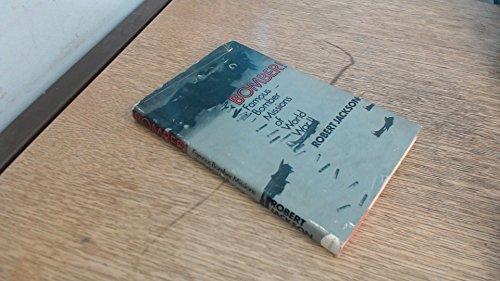 BOMBER!
Famous
Bomber
Missions
of
World
War II
ROBERT JACKSON
BOMBER!
Famous Bomber Missions
ROBERT
JACKSON